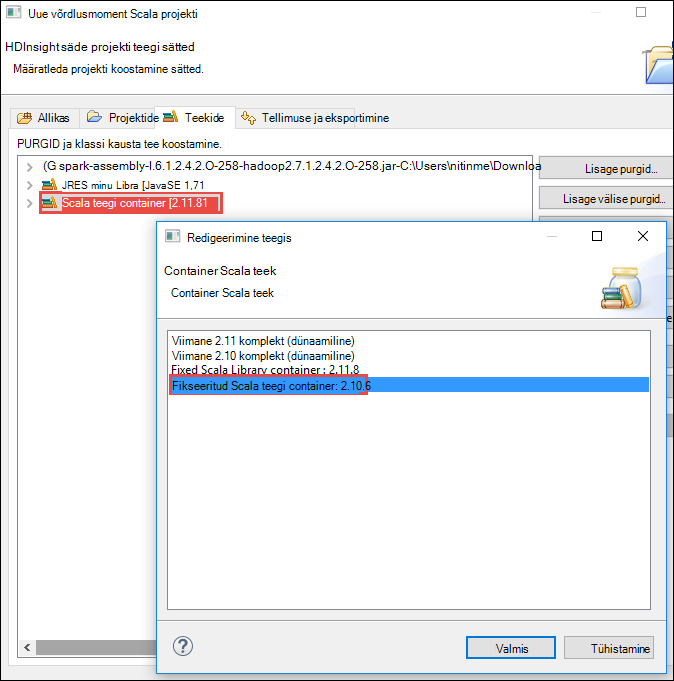 Uue võrdlusmoment Scala projekti
HDInsight säde projekti teegi sätted
Määratleda projekti koostamine sätted.
Allikas Projektide Teekide Tellimuse ja eksportimine
PURGID ja klassi kausta tee koostamine.
(G spark-assembly-l.6.1.2.4.2.O-258-hadoop2.7.1.2.4.2.O-258.jar-C:\Users\nitinme\Downloa
JRES minu Libra [JavaSE 1,71
Scala teegi container [2.11.81 ]
Lisage purgid...
Lisage välise purgid...
Redigeerimine teegis
Container Scala teek
Container Scala teek
Viimane 2.11 komplekt (dünaamiline)
Viimane 2.10 komplekt (dünaamiline)
Fixed Scala Library container : 2.11.8
Fikseeritud Scala teegi container: 2.10.6
Valmis
Tühistamine